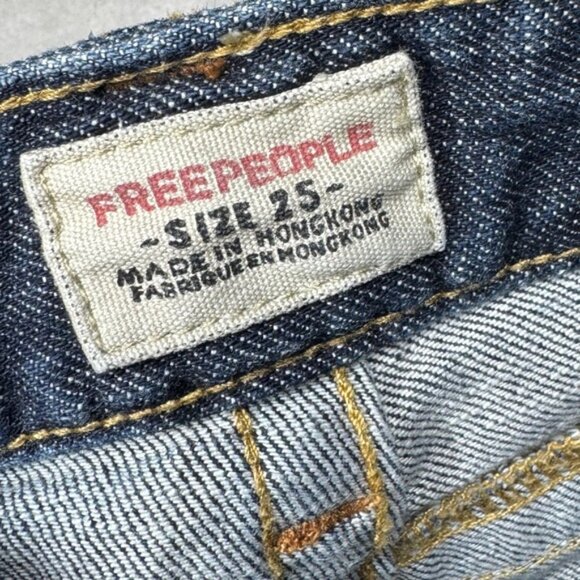 FREEPEOPLE
-SIZE 25-
MADE IN HONGKONG
FABRIQUE EN HONGKONG